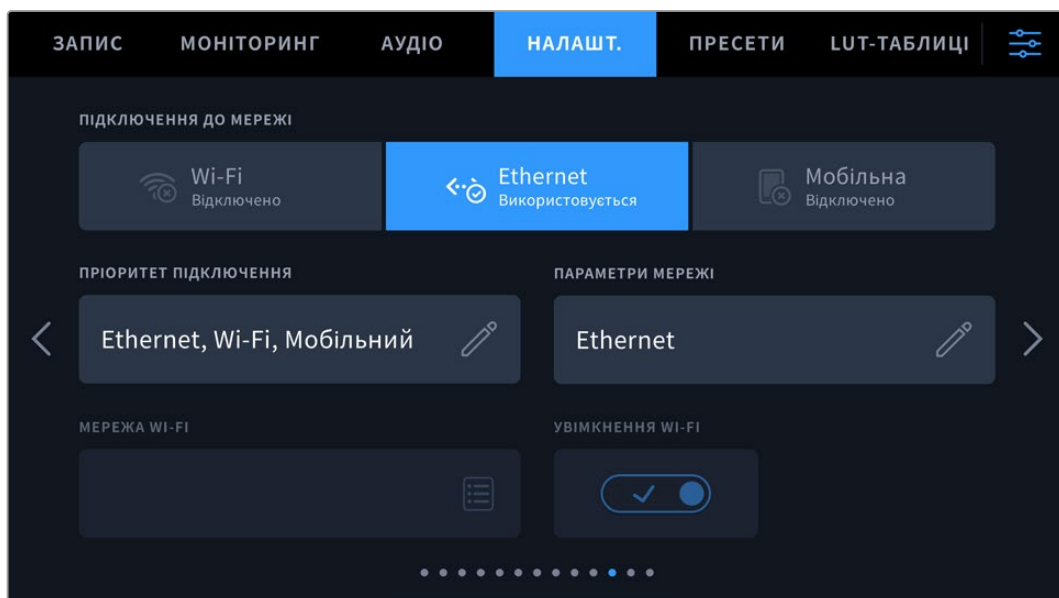 ЗАПИС МОНІТОРИНГ АУДІО НАЛАШТ. ПРЕСЕТИ LUT-ТАБЛИЦІ
ПІДКЛЮЧЕННЯ ДО МЕРЕЖІ
Wi-Fi Ethernet Мобільна
Відключено Використовується Відключено
ПРІОРИТЕТ ПІДКЛЮЧЕННЯ ПАРАМЕТРИ МЕРЕЖІ
Ethernet, Wi-Fi, Мобільний Ethernet
МЕРЕЖА WI-FI УВІМКНЕННЯ WI-FI